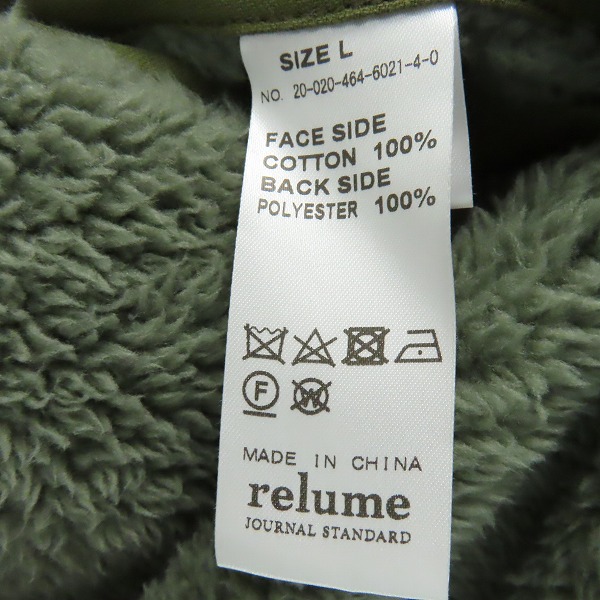 SIZE L
NO. 20-020-464-6021-4-0
FACE SIDE
COTTON 100%
BACK SIDE
POLYESTER 100%
F W
MADE IN CHINA
relume
JOURNAL STANDARD